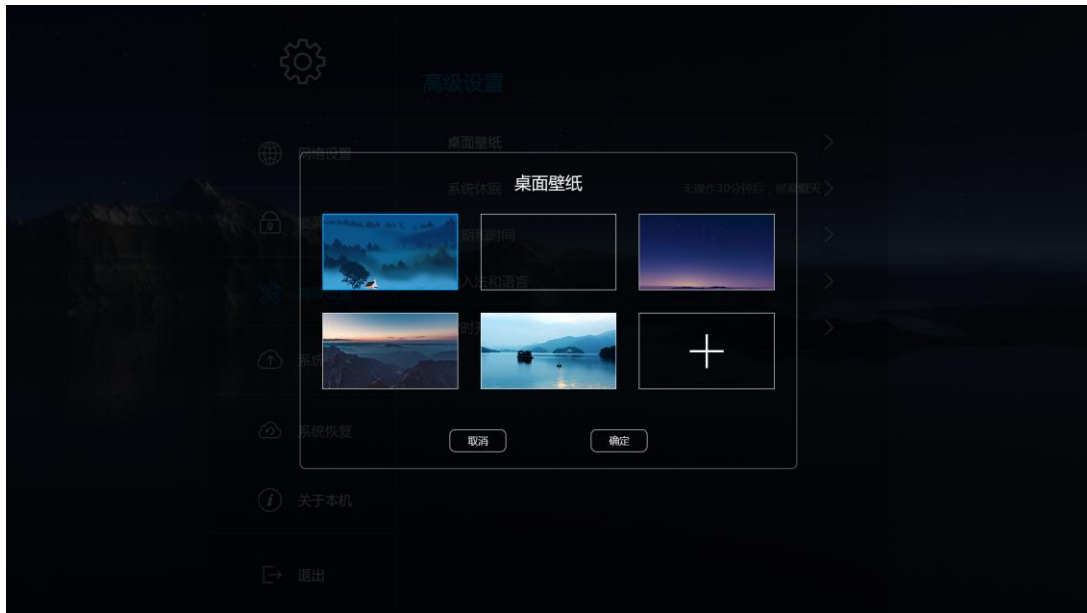 高级设置
桌面壁纸
网络设置
系统休眠
无操作30分钟后，屏幕熄灭
桌面壁纸
期和时间
入法和语言
系统恢复
取消
确定
关于本机
退出